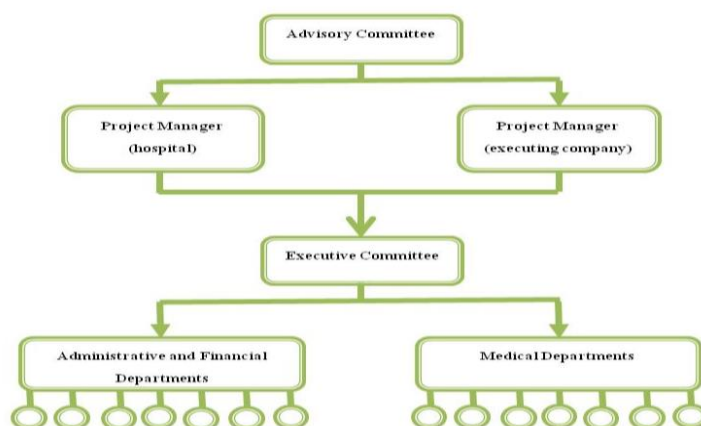 Advisory Committee
Project Manager
(hospital)
Project Manager
(executing company)
Executive Committee
Administrative and Financial
Departments
Medical Departments